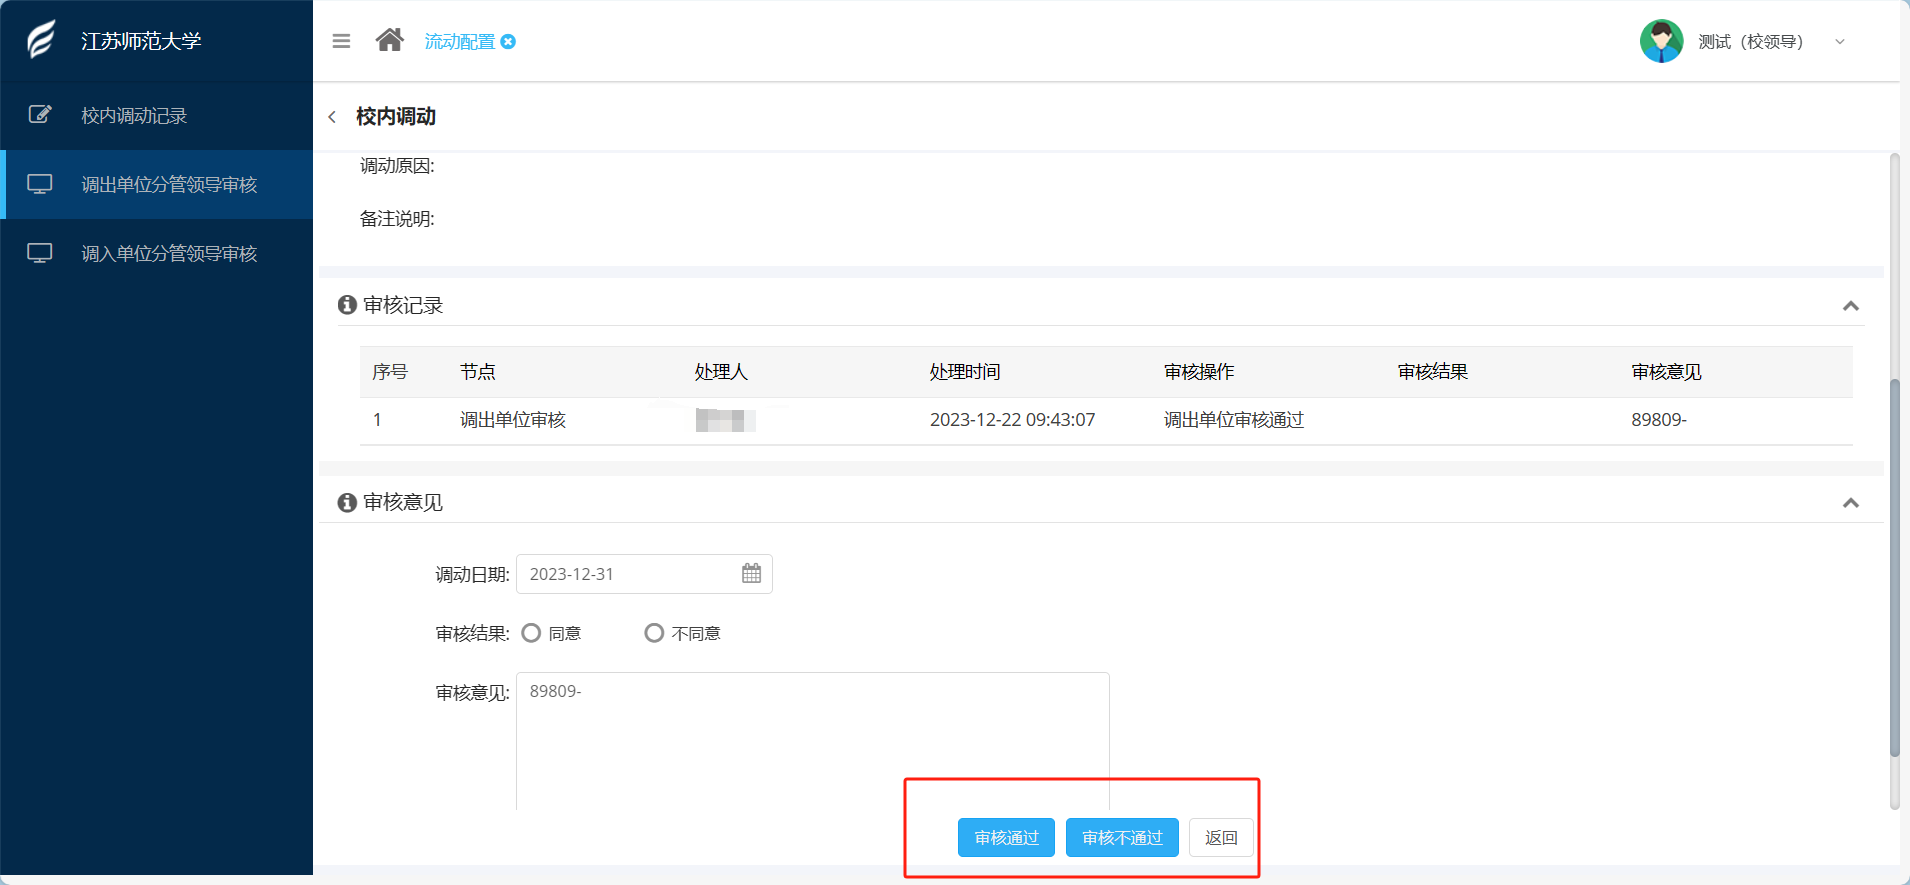 江苏师范大学
流动配置
测试（校领导）
校内调动记录
调出单位分管领导审核
调入单位分管领导审核
校内调动
调动原因:
备注说明:
审核记录
序号 节点 处理人 处理时间 审核操作 审核结果 审核意见
1 调出单位审核 2023-12-22 09:43:07 调出单位审核通过 89809-
审核意见
调动日期: 2023-12-31
审核结果: 同意 不同意
审核意见: 89809-
审核通过 审核不通过 返回